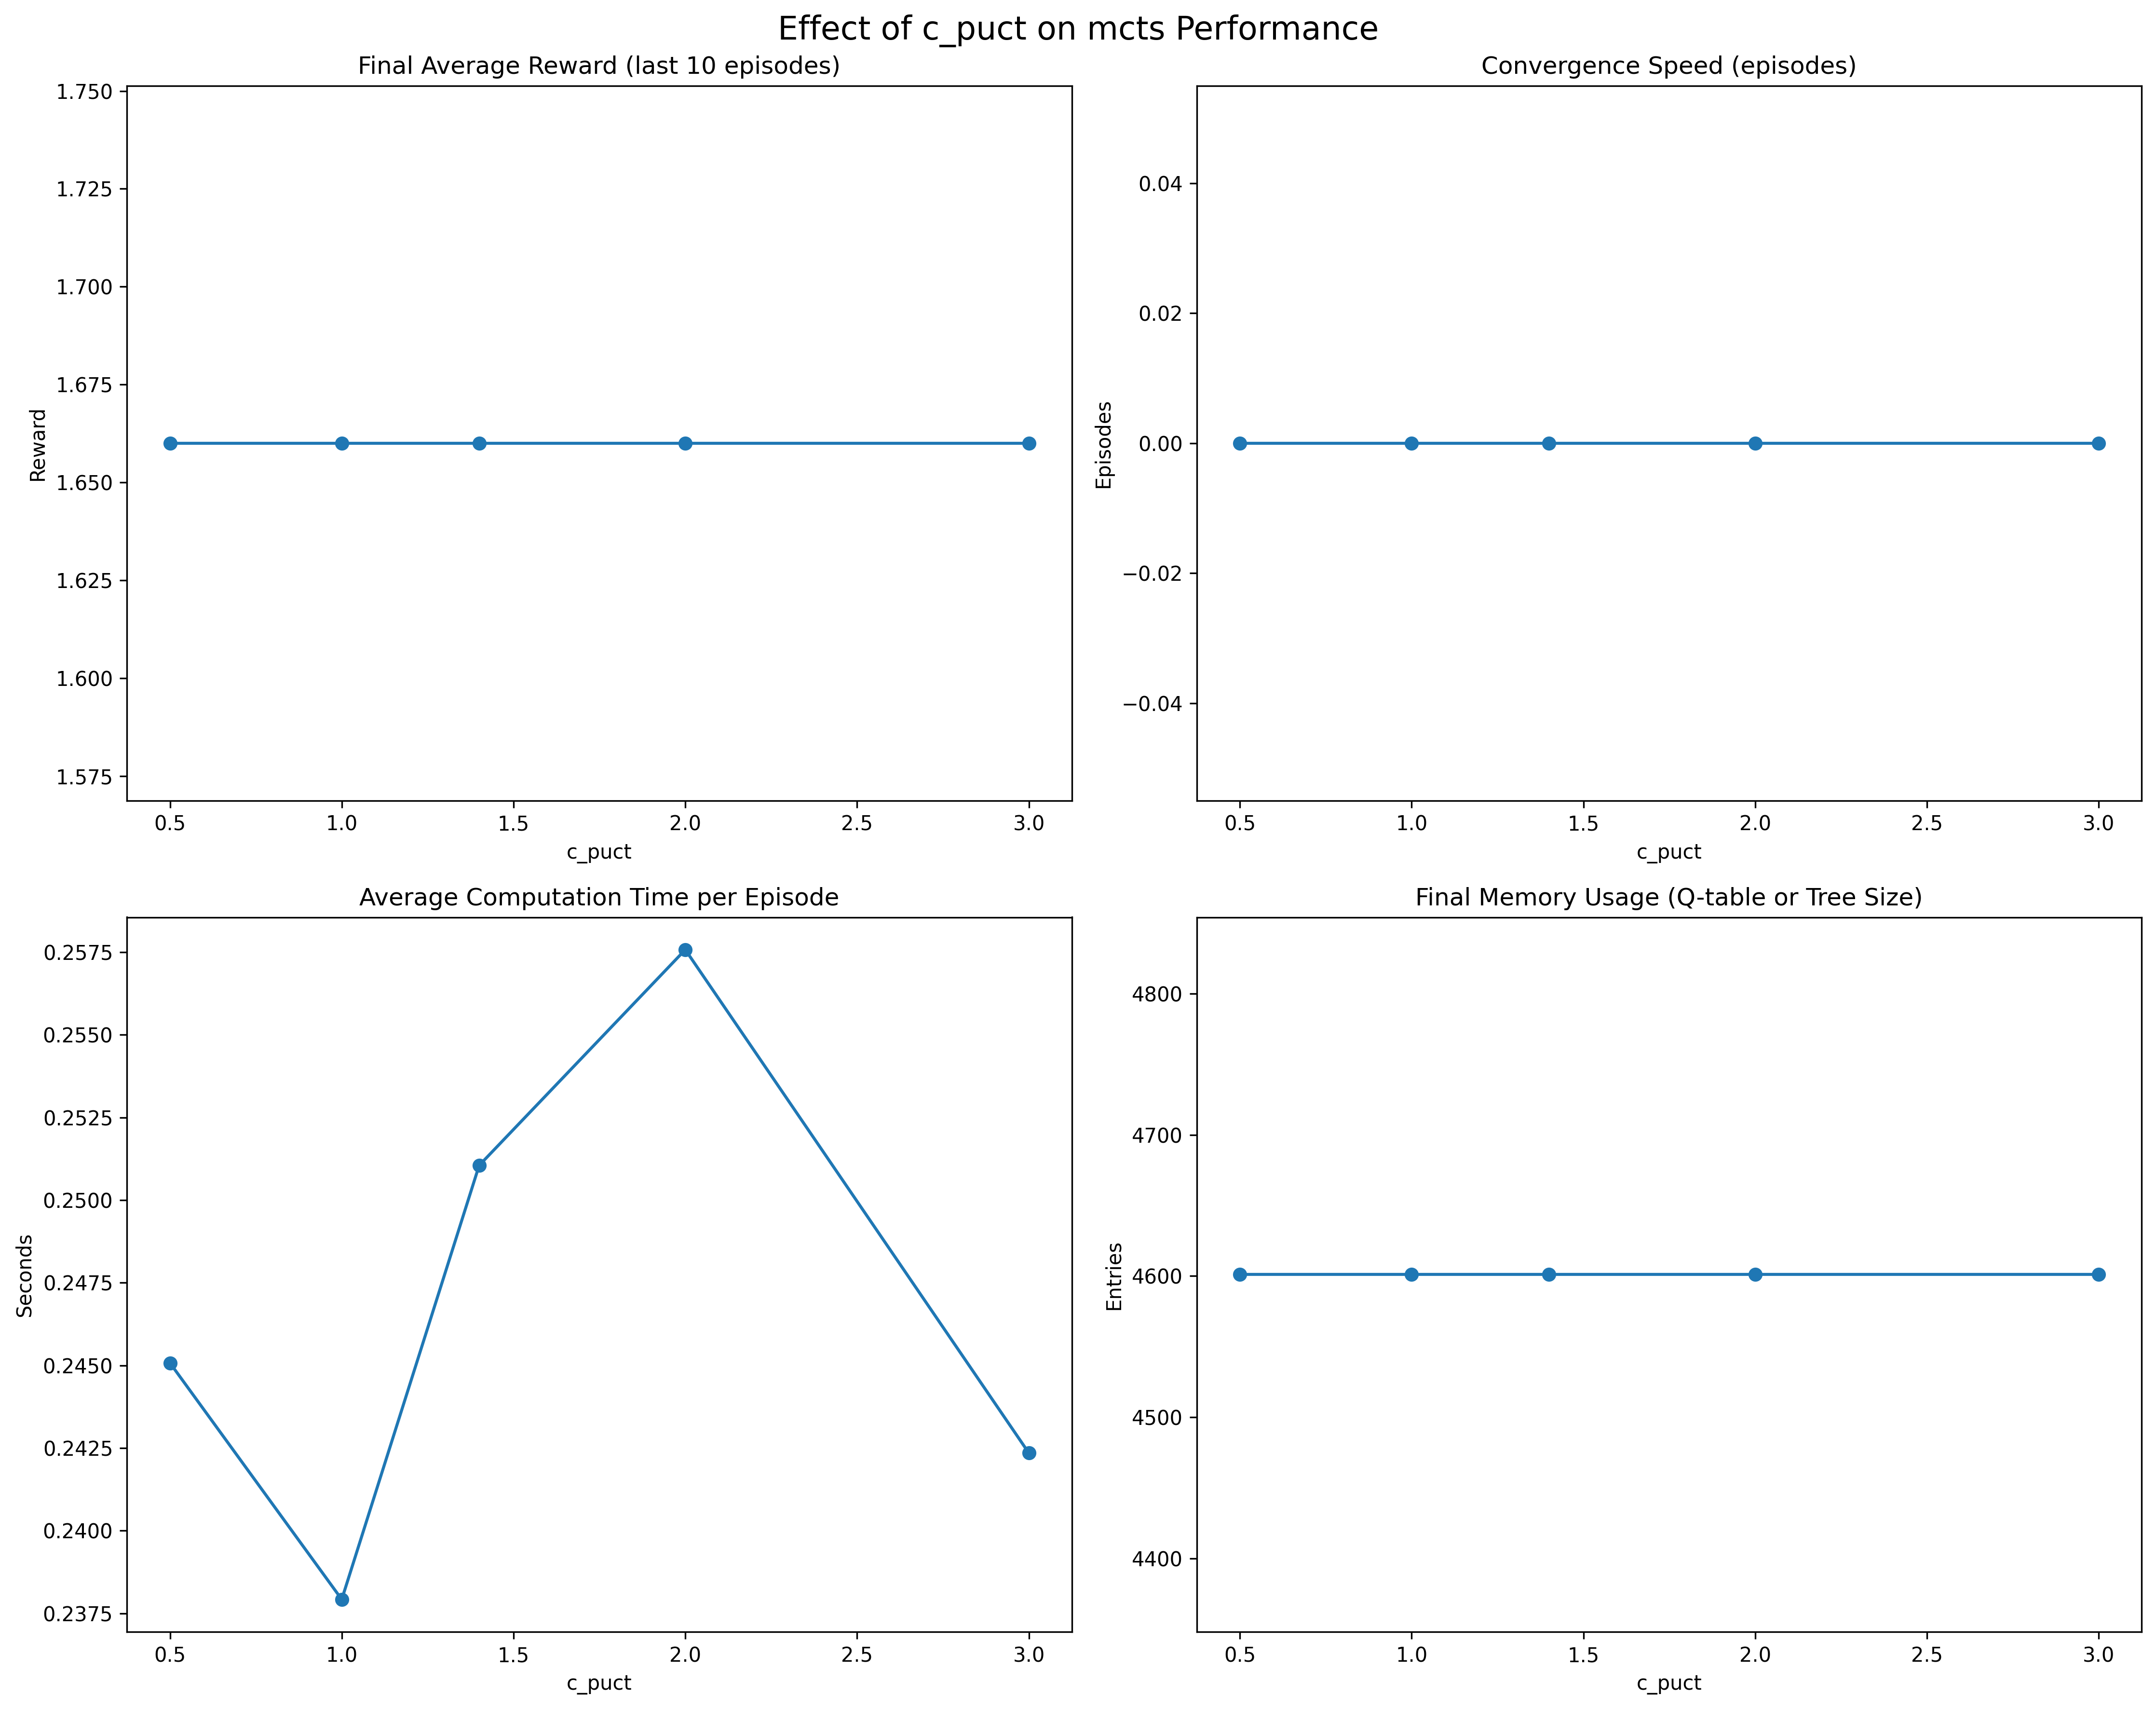 Effect of c_puct on mcts Performance
Final Average Reward (last 10 episodes)
1.750
1.725
1.700
1.675
1.650
1.625
1.600
1.575
Reward
0.5 1.0 1.5 2.0 2.5 3.0
c_puct
Convergence Speed (episodes)
0.04
0.02
0.00
−0.02
−0.04
Episodes
0.5 1.0 1.5 2.0 2.5 3.0
c_puct
Average Computation Time per Episode
0.2575
0.2550
0.2525
0.2500
0.2475
0.2450
0.2425
0.2400
0.2375
Seconds
0.5 1.0 1.5 2.0 2.5 3.0
c_puct
Final Memory Usage (Q-table or Tree Size)
4800
4700
4600
4500
4400
Entries
0.5 1.0 1.5 2.0 2.5 3.0
c_puct